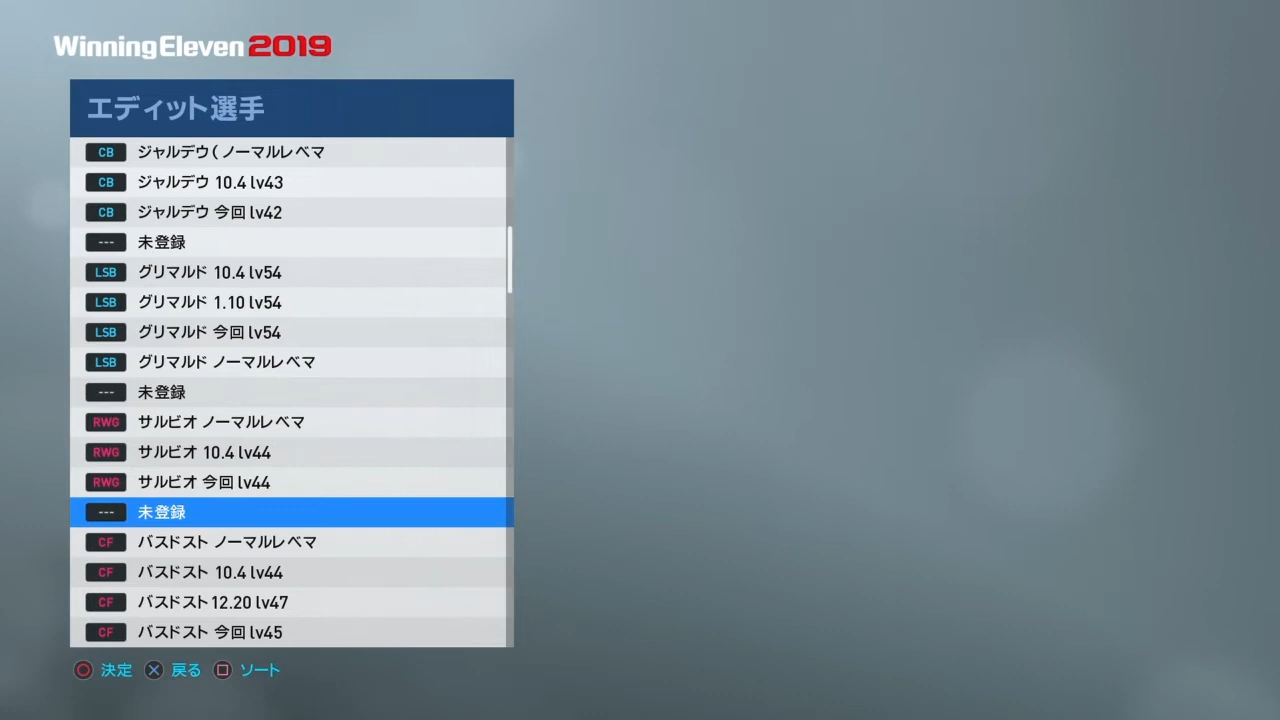 Winning Eleven 2019
エディット選手
CB ジャルデウ(ノーマルレベマ
CB ジャルデウ 10.4 lv43
CB ジャルデウ 今回 lv42
--- 未登録
LSB グリマルド 10.4 lv54
LSB グリマルド 1.10 lv54
LSB グリマルド 今回 lv54
LSB グリマルド ノーマルレベマ
--- 未登録
RWG サルビオ ノーマルレベマ
RWG サルビオ 10.4 lv44
RWG サルビオ 今回 lv44
--- 未登録
CF バスドスト ノーマルレベマ
CF バスドスト 10.4 lv44
CF バスドスト 12.20 lv47
CF バスドスト 今回 lv45
決定 戻る ソート